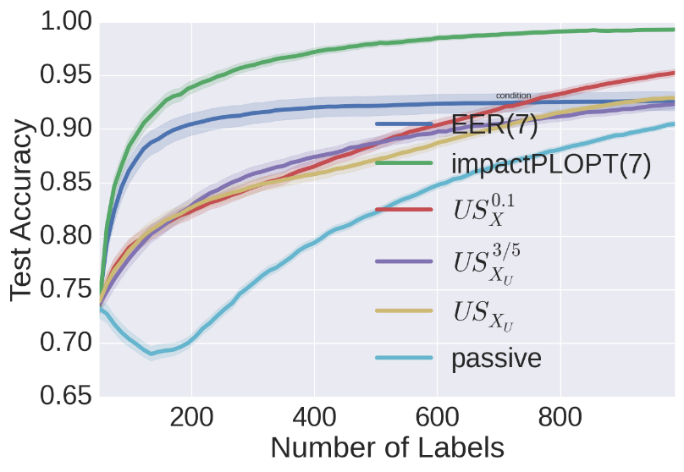 1.00
0.95
0.90
0.85
0.80
0.75
0.70
0.65
Test Accuracy
200
400
600
800
Number of Labels
condition
EER(7)
impactPLOPT(7)
$US_X^{0.1}$
$US_{X_U}^{3/5}$
$US_{X_U}$
passive